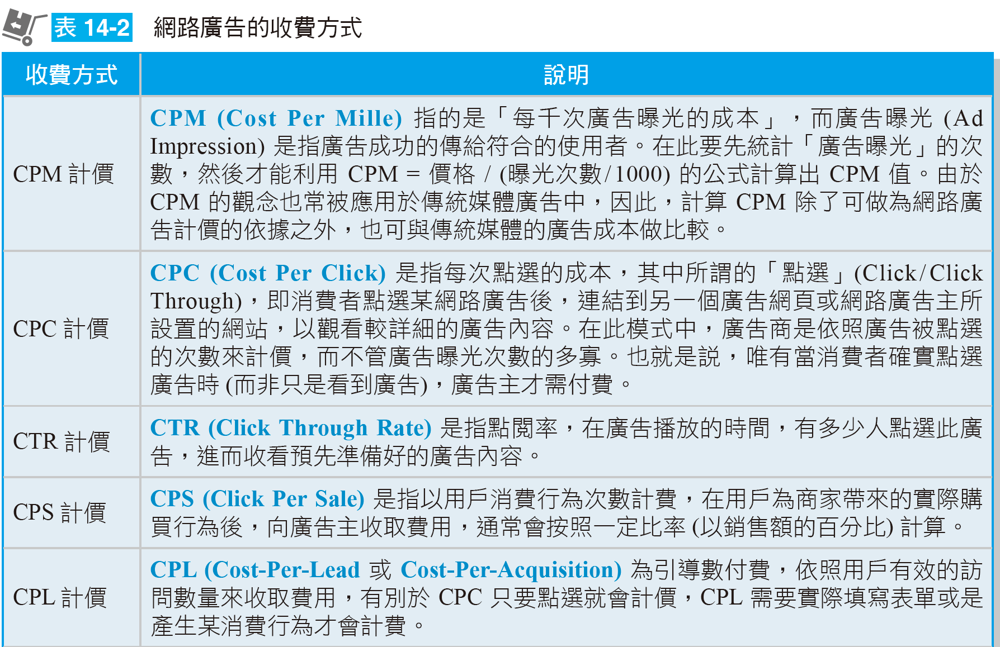 表 14-2 網路廣告的收費方式
收費方式 說明
CPM 計價
CPM (Cost Per Mille) 指的是「每千次廣告曝光的成本」，而廣告曝光 (Ad
Impression) 是指廣告成功的傳給符合的使用者。在此要先統計「廣告曝光」的次
數，然後才能利用 CPM = 價格 / (曝光次數/1000) 的公式計算出 CPM 值。由於
CPM 的觀念也常被應用於傳統媒體廣告中，因此，計算 CPM 除了可做為網路廣
告計價的依據之外，也可與傳統媒體的廣告成本做比較。
CPC 計價
CPC (Cost Per Click) 是指每次點選的成本，其中所謂的「點選」(Click/Click
Through)，即消費者點選某網路廣告後，連結到另一個廣告網頁或網路廣告主所
設置的網站，以觀看較詳細的廣告內容。在此模式中，廣告商是依照廣告被點選
的次數來計價，而不管廣告曝光次數的多寡。也就是說，唯有當消費者確實點選
廣告時 (而非只是看到廣告)，廣告主才需付費。
CTR 計價
CTR (Click Through Rate) 是指點閱率，在廣告播放的時間，有多少人點選此廣
告，進而收看預先準備好的廣告內容。
CPS 計價
CPS (Click Per Sale) 是指以用戶消費行為次數計費，在用戶為商家帶來的實際購
買行為後，向廣告主收取費用，通常會按照一定比率 (以銷售額的百分比) 計算。
CPL 計價
CPL (Cost-Per-Lead 或 Cost-Per-Acquisition) 為引導數付費，依照用戶有效的訪
問數量來收取費用，有別於 CPC 只要點選就會計價，CPL 需要實際填寫表單或是
產生某消費行為才會計費。